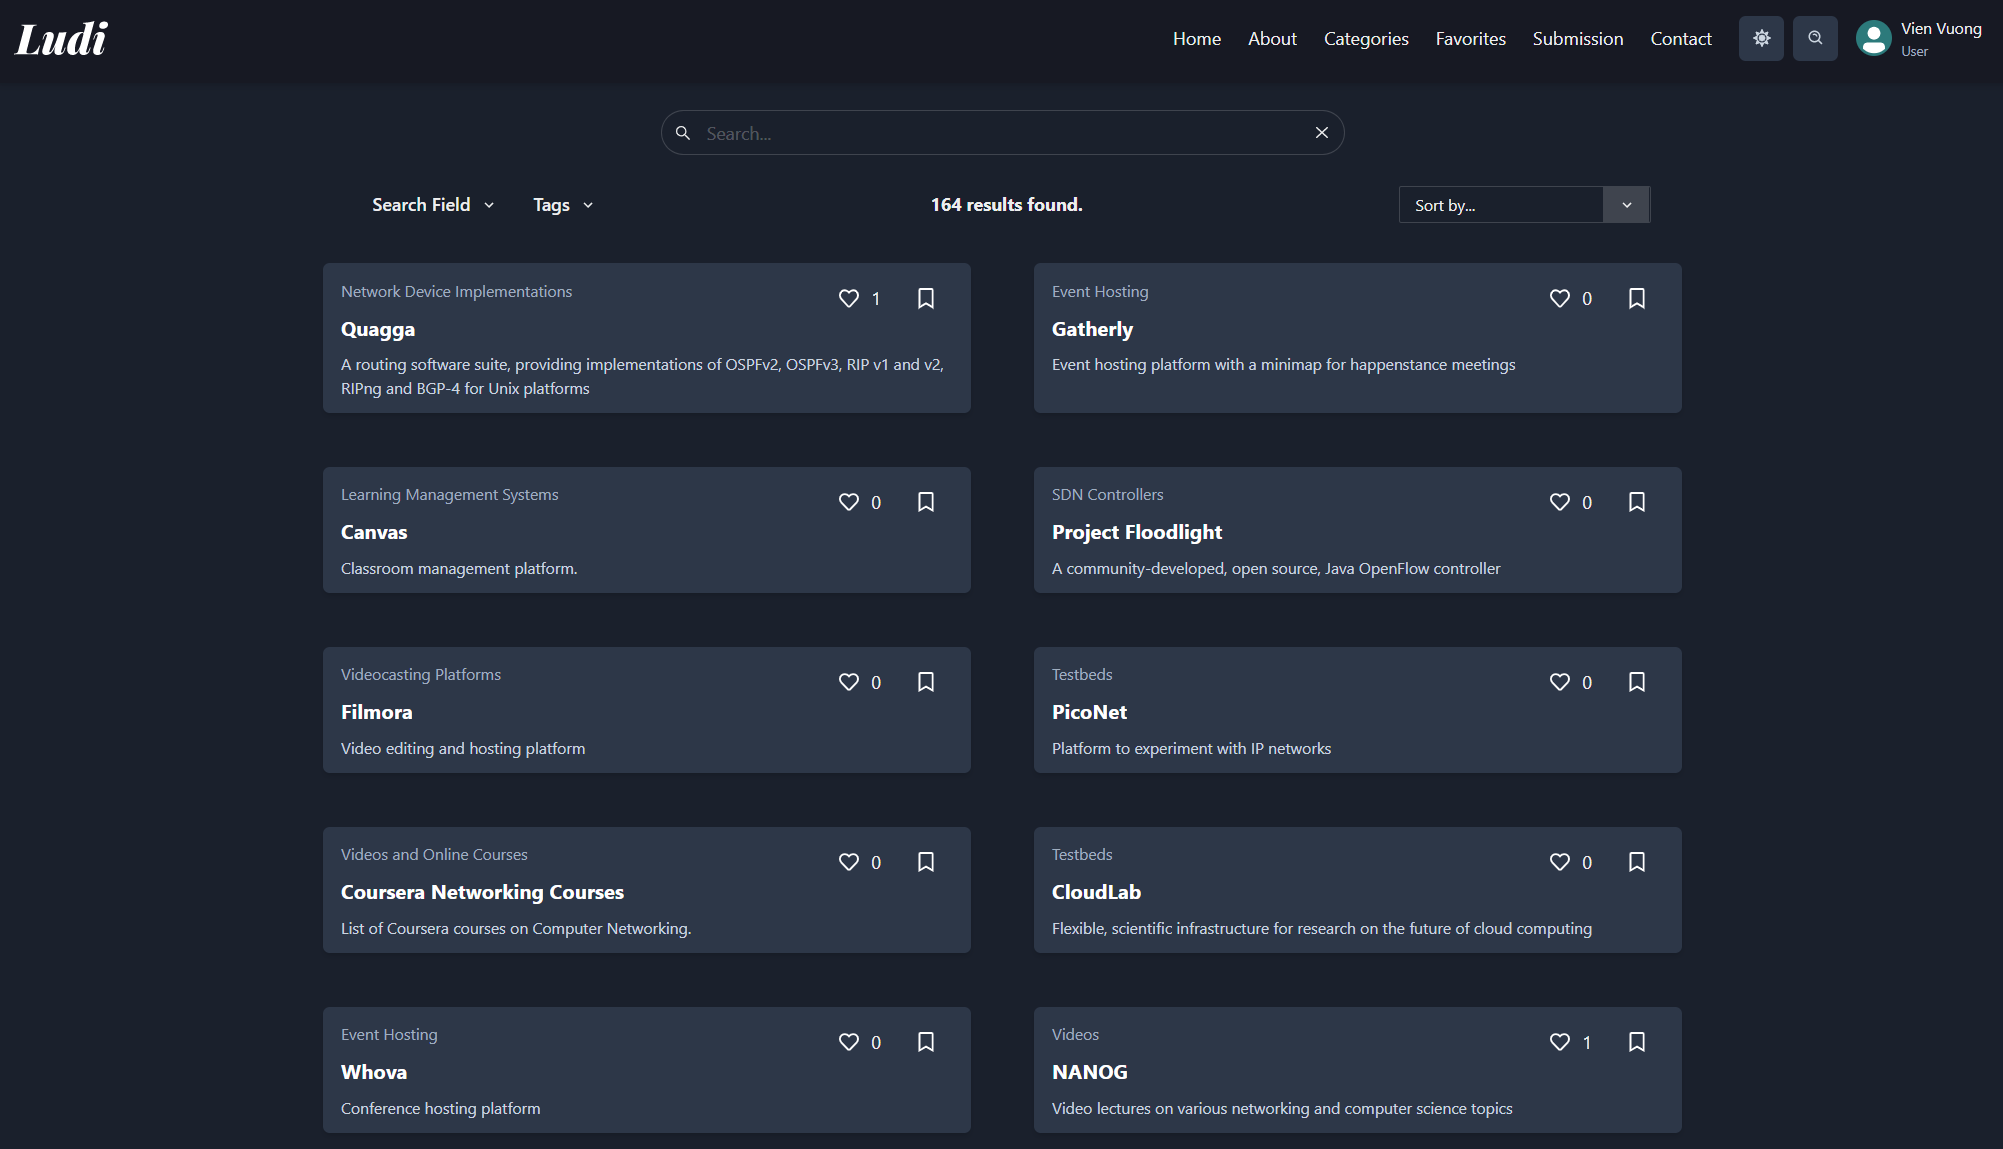 Ludi
Home About Categories Favorites Submission Contact
Vien Vuong
User
Search...
Search Field Tags
164 results found.
Sort by...
Network Device Implementations
1
Quagga
A routing software suite, providing implementations of OSPFv2, OSPFv3, RIP v1 and v2,
RIPng and BGP-4 for Unix platforms
Event Hosting
0
Gatherly
Event hosting platform with a minimap for happenstance meetings
Learning Management Systems
0
Canvas
Classroom management platform.
SDN Controllers
0
Project Floodlight
A community-developed, open source, Java OpenFlow controller
Videocasting Platforms
0
Filmora
Video editing and hosting platform
Testbeds
0
PicoNet
Platform to experiment with IP networks
Videos and Online Courses
0
Coursera Networking Courses
List of Coursera courses on Computer Networking.
Testbeds
0
CloudLab
Flexible, scientific infrastructure for research on the future of cloud computing
Event Hosting
0
Whova
Conference hosting platform
Videos
1
NANOG
Video lectures on various networking and computer science topics